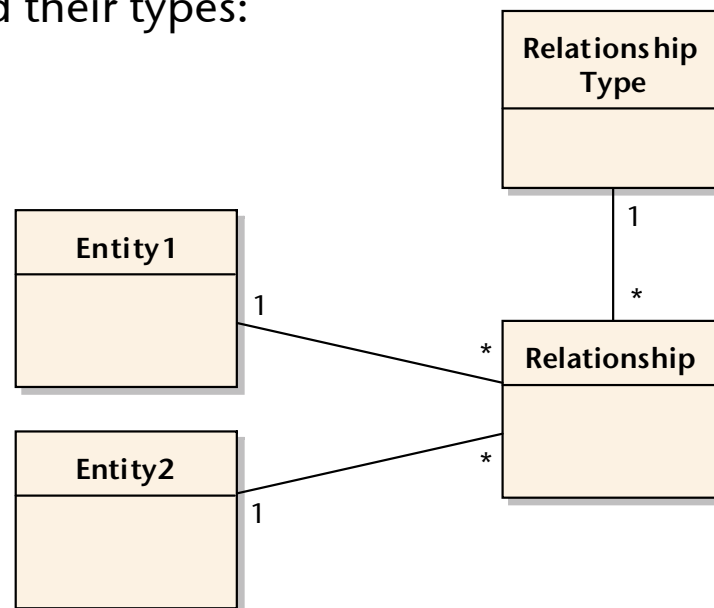 d their types:
Relationship
Type
1
*
Entity1
1
*
Relationship
Entity2
1
*